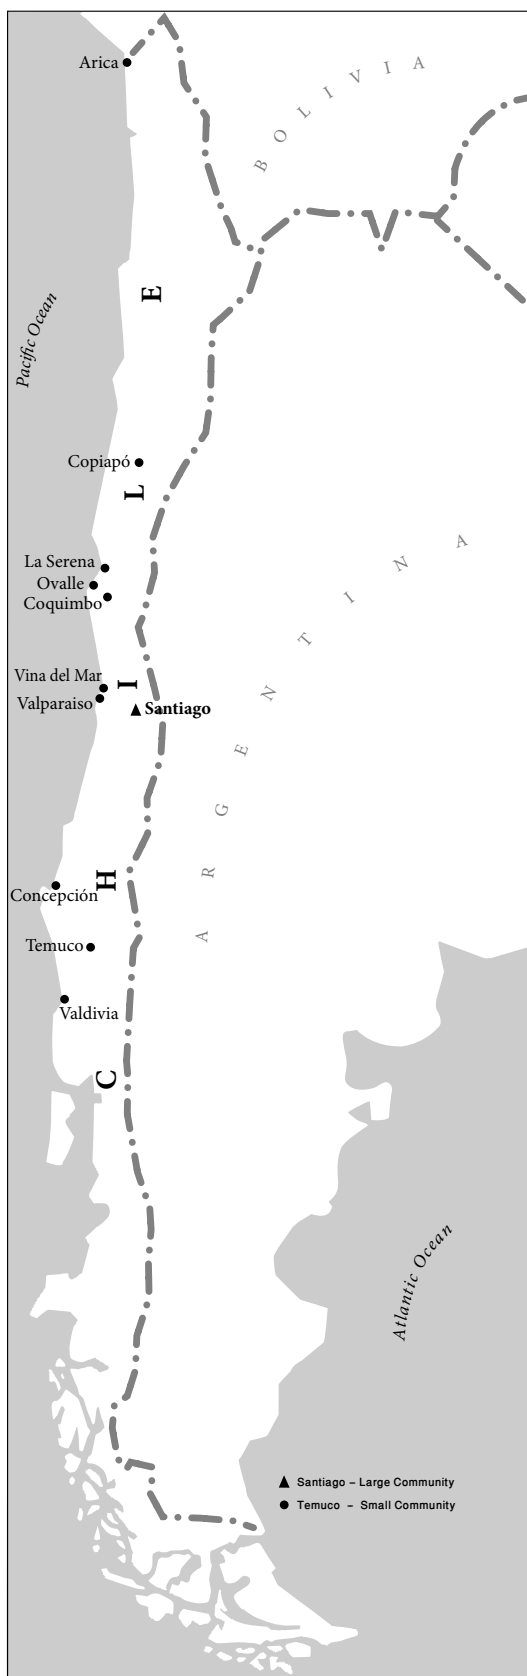 Arica
BOLIVIA
Pacific Ocean
CHILE
Copiapó
ARGENTINA
La Serena
Ovalle
Coquimbo
Vina del Mar
Valparaiso
Santiago
Concepción
Temuco
Valdivia
Atlantic Ocean
Santiago – Large Community
Temuco – Small Community